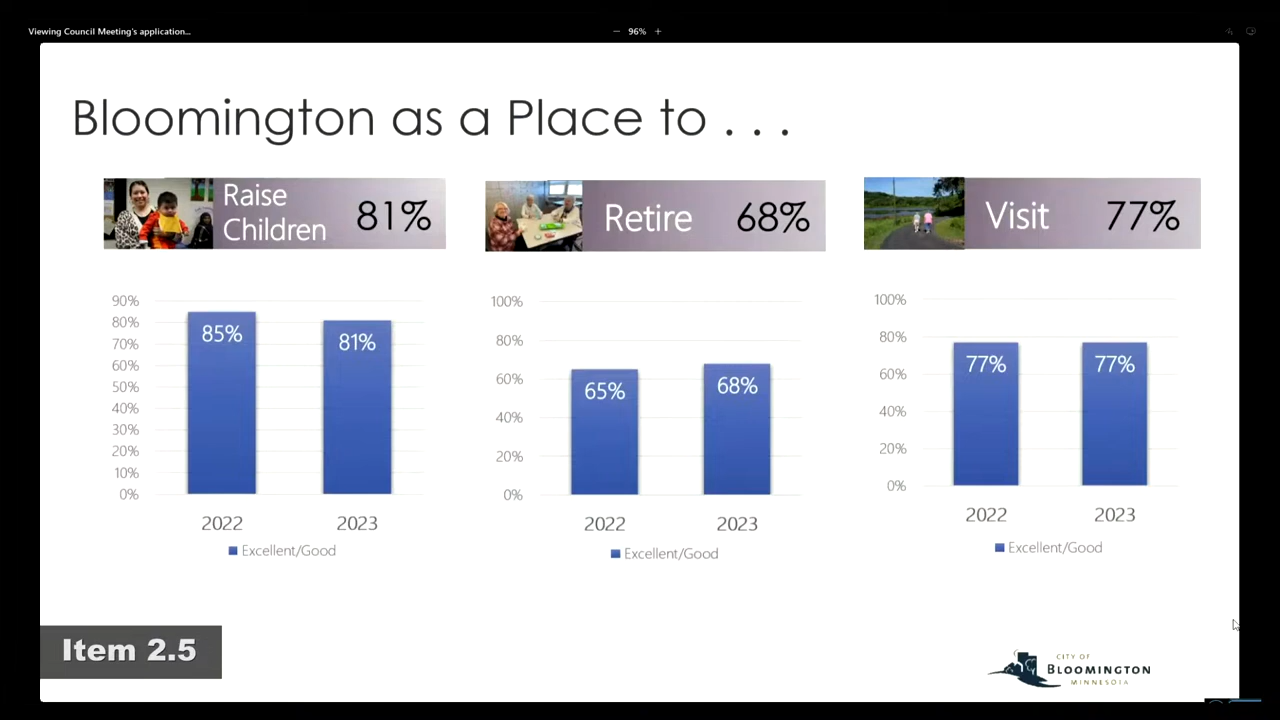 Viewing Council Meeting's application...
− 96% +
Bloomington as a Place to . . .
Raise
Children
81%
Retire 68%
Visit 77%
90%
80%
70%
60%
50%
40%
30%
20%
10%
0%
85%
81%
2022 2023
Excellent/Good
100%
80%
60%
40%
20%
0%
65%
68%
2022 2023
Excellent/Good
100%
80%
60%
40%
20%
0%
77%
77%
2022 2023
Excellent/Good
Item 2.5
CITY OF
BLOOMINGTON
MINNESOTA